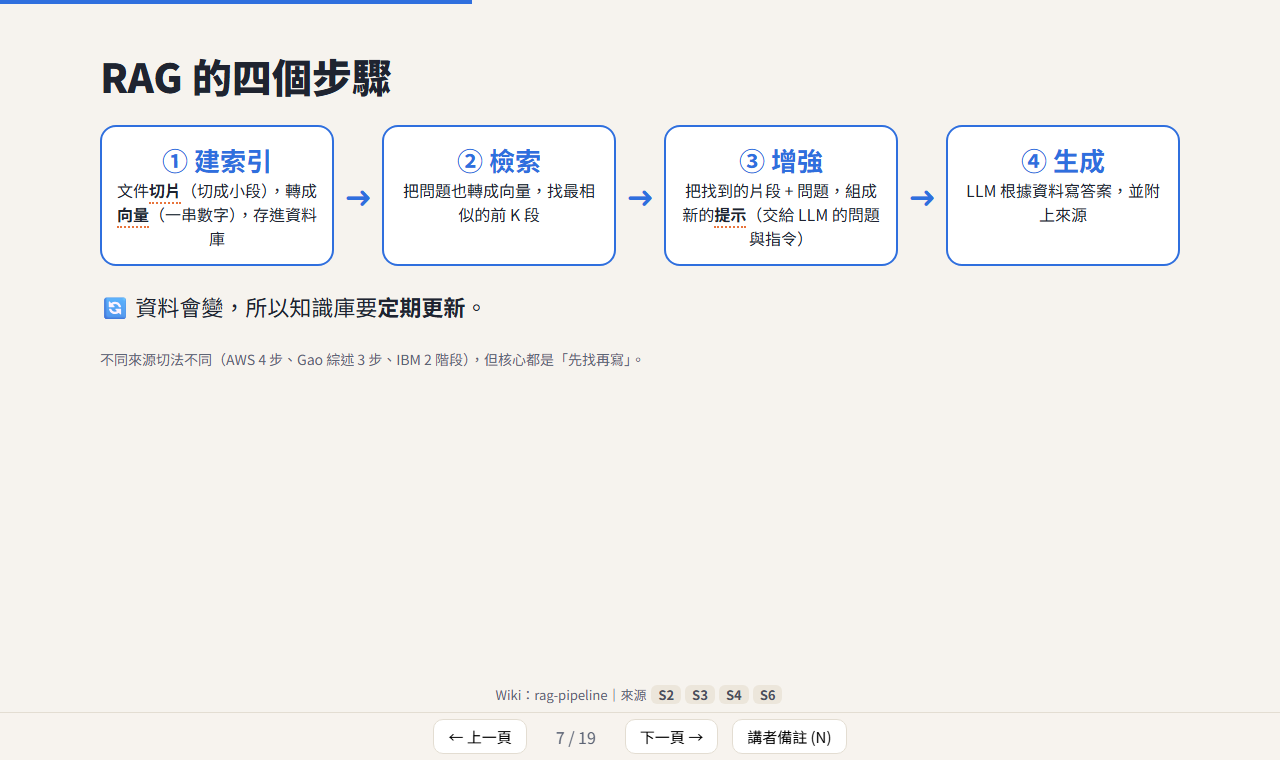 RAG 的四個步驟
① 建索引
文件切片（切成小段），轉成
向量（一串數字），存進資料
庫
→
② 檢索
把問題也轉成向量，找最相
似的前 K 段
→
③ 增強
把找到的片段 + 問題，組成
新的提示（交給 LLM 的問題
與指令）
→
④ 生成
LLM 根據資料寫答案，並附
上來源
🔄 資料會變，所以知識庫要定期更新。
不同來源切法不同（AWS 4 步、Gao 綜述 3 步、IBM 2 階段），但核心都是「先找再寫」。
Wiki：rag-pipeline｜來源 S2 S3 S4 S6
← 上一頁 7 / 19 下一頁 → 講者備註 (N)